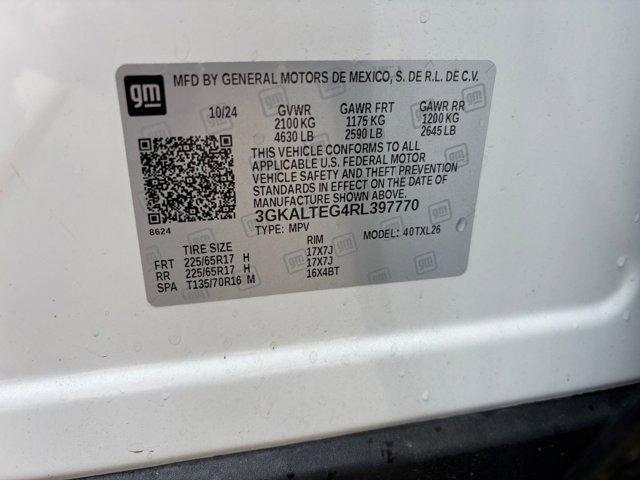 gm MFD BY GENERAL MOTORS DE MEXICO, S. DE R.L. DE C.V.
10/24 GVWR GAWR FRT GAWR RR
2100 KG 1175 KG 1200 KG
4630 LB 2590 LB 2645 LB
THIS VEHICLE CONFORMS TO ALL
APPLICABLE U.S. FEDERAL MOTOR
VEHICLE SAFETY AND THEFT PREVENTION
STANDARDS IN EFFECT ON THE DATE OF
MANUFACTURE SHOWN ABOVE.
3GKALTEG4RL397770
8624
TYPE: MPV MODEL: 40TXL26
TIRE SIZE RIM
FRT 225/65R17 H 17X7J
RR 225/65R17 H 17X7J
SPA T135/70R16 M 16X4BT